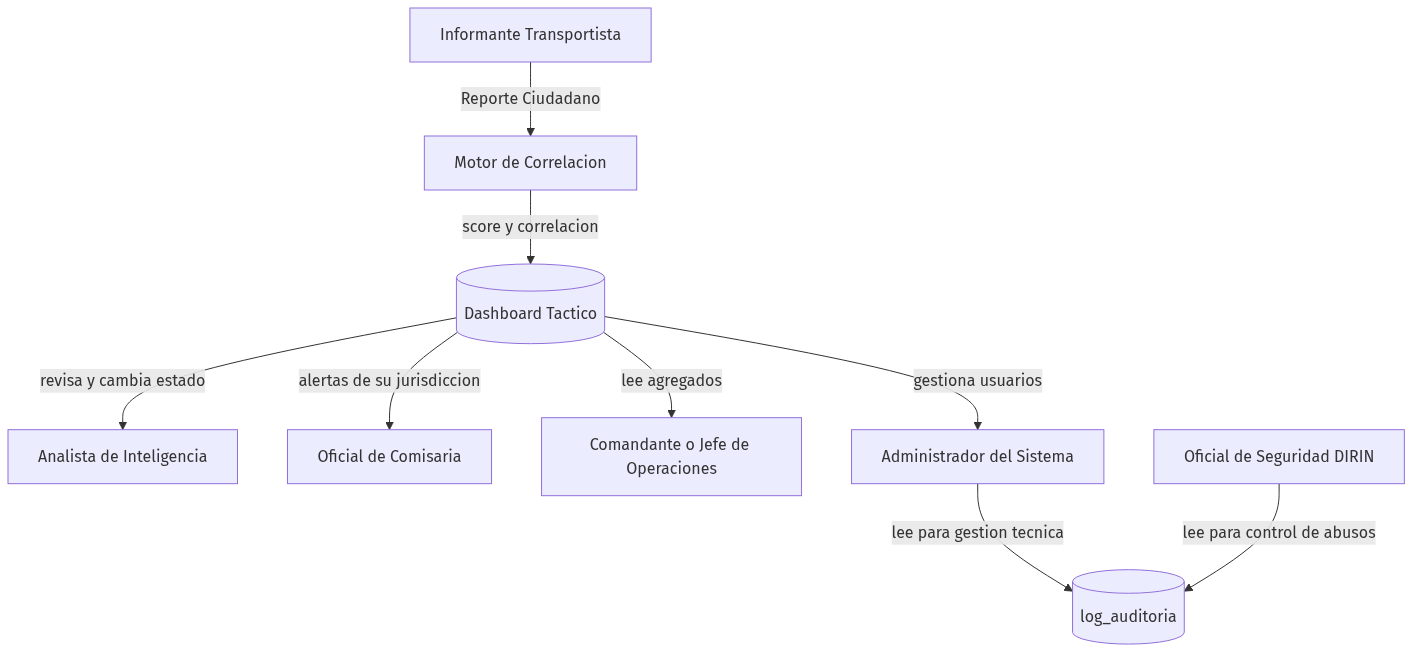 Informante Transportista
Reporte Ciudadano
Motor de Correlacion
score y correlacion
Dashboard Tactico
revisa y cambia estado
alertas de su jurisdiccion
lee agregados
gestiona usuarios
Analista de Inteligencia
Oficial de Comisaria
Comandante o Jefe de
Operaciones
Administrador del Sistema
Oficial de Seguridad DIRIN
lee para gestion tecnica
lee para control de abusos
log_auditoria